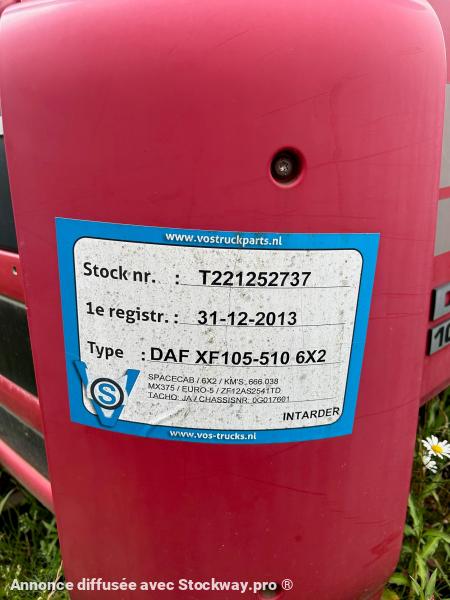 www.vostruckparts.nl
Stock nr. : T221252737
1e registr. : 31-12-2013
Type : DAF XF105-510 6X2
SPACECAB / 6X2 / KM'S: 666.038
MX375 / EURO-5 / ZF12AS2541TD
TACHO: JA / CHASSISNR: 0G017601
INTARDER
VOS
www.vos-trucks.nl
Annonce diffusée avec Stockway.pro ®